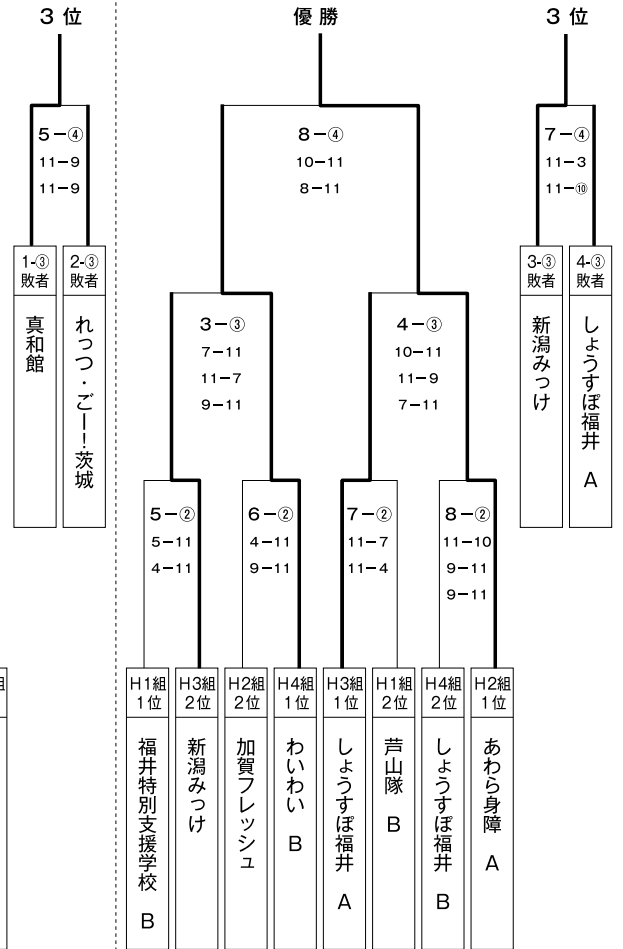 3位
優勝
3位
5-④
11-9
11-9
8-④
10-11
8-11
7-④
11-3
11-⑩
1-③
敗者
真和館
2-③
敗者
れっつ・ごー!茨城
3-③
敗者
新潟みっけ
4-③
敗者
しょうすぽ福井 A
3-③
7-11
11-7
9-11
4-③
10-11
11-9
7-11
5-②
5-11
4-11
6-②
4-11
9-11
7-②
11-7
11-4
8-②
11-10
9-11
9-11
組
H1組
1位
福井特別支援学校 B
H3組
2位
新潟みっけ
H2組
2位
加賀フレッシュ
H4組
1位
わいわい B
H3組
1位
しょうすぽ福井 A
H1組
2位
芦山隊 B
H4組
2位
しょうすぽ福井 B
H2組
1位
あわら身障 A